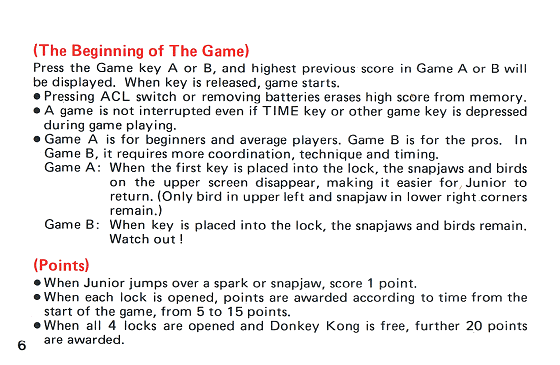 (The Beginning of The Game)
Press the Game key A or B, and highest previous score in Game A or B will
be displayed. When key is released, game starts.
● Pressing ACL switch or removing batteries erases high score from memory.
● A game is not interrupted even if TIME key or other game key is depressed
during game playing.
● Game A is for beginners and average players. Game B is for the pros. In
Game B, it requires more coordination, technique and timing.
Game A: When the first key is placed into the lock, the snapjaws and birds
on the upper screen disappear, making it easier for Junior to
return. (Only bird in upper left and snapjaw in lower right corners
remain.)
Game B: When key is placed into the lock, the snapjaws and birds remain.
Watch out !
(Points)
● When Junior jumps over a spark or snapjaw, score 1 point.
● When each lock is opened, points are awarded according to time from the
start of the game, from 5 to 15 points.
● When all 4 locks are opened and Donkey Kong is free, further 20 points
are awarded.
6